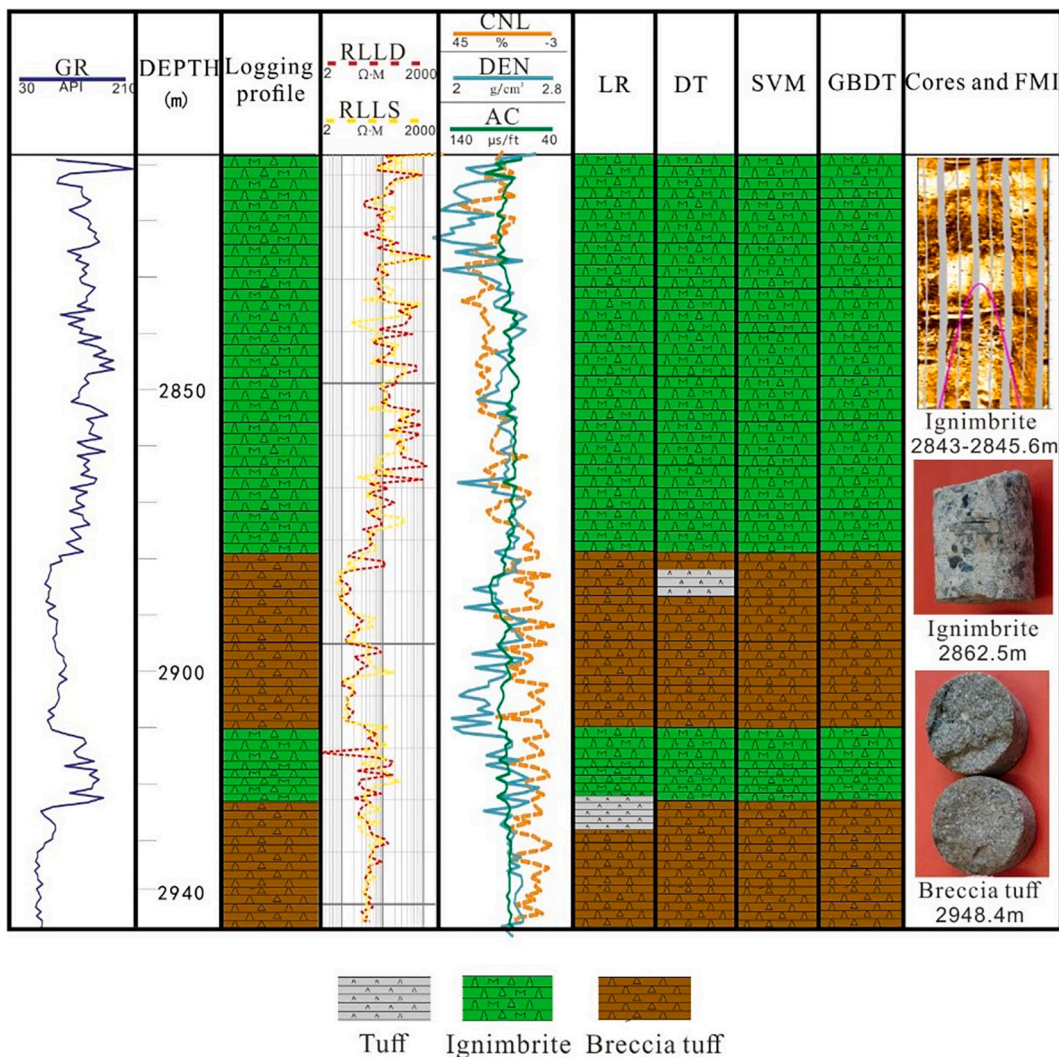 GR
30 API 210
DEPTH
(m)
Logging
profile
RLLD
2 Ω·M 2000
RLLS
2 Ω·M 2000
CNL
45 % -3
DEN
2 g/cm³ 2.8
AC
140 μs/ft 40
LR
DT
SVM
GBDT
Cores and FMI
2850
2900
2940
Ignimbrite
2843-2845.6m
Ignimbrite
2862.5m
Breccia tuff
2948.4m
Tuff
Ignimbrite
Breccia tuff